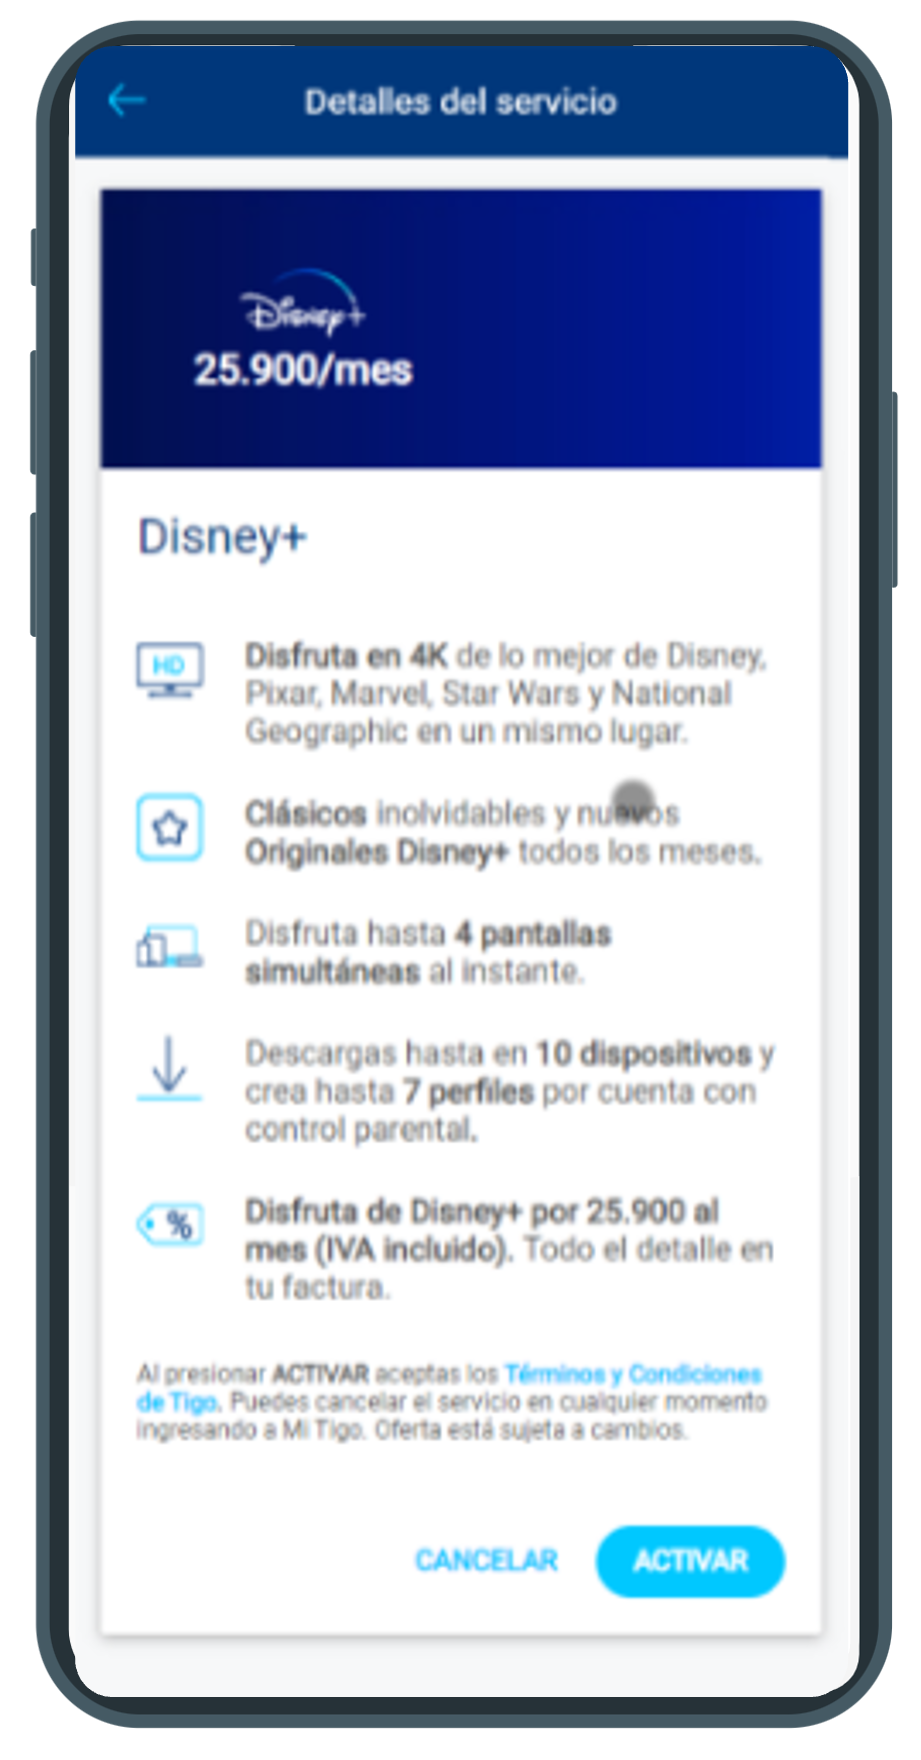 Detalles del servicio
Disney+
25.900/mes
Disney+
HD
Disfruta en 4K de lo mejor de Disney,
Pixar, Marvel, Star Wars y National
Geographic en un mismo lugar.
Clásicos inolvidables y nuevos
Originales Disney+ todos los meses.
Disfruta hasta 4 pantallas
simultáneas al instante.
Descargas hasta en 10 dispositivos y
crea hasta 7 perfiles por cuenta con
control parental.
%
Disfruta de Disney+ por 25.900 al
mes (IVA incluido). Todo el detalle en
tu factura.
Al presionar ACTIVAR aceptas los Términos y Condiciones
de Tigo. Puedes cancelar el servicio en cualquier momento
ingresando a Mi Tigo. Oferta está sujeta a cambios.
CANCELAR ACTIVAR